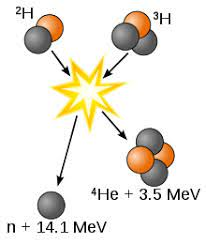 ²H
³H
⁴He + 3.5 MeV
n + 14.1 MeV